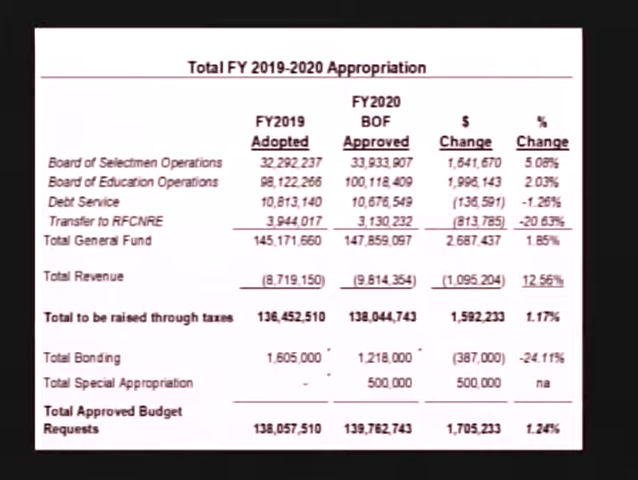 Total FY 2019-2020 Appropriation
FY2020
FY2019 BOF $ %
Adopted Approved Change Change
Board of Selectmen Operations 32,292,237 33,933,907 1,641,670 5.08%
Board of Education Operations 98,122,266 100,118,409 1,996,143 2.03%
Debt Service 10,813,140 10,676,549 (136,591) -1.26%
Transfer to RFCNRE 3,944,017 3,130,232 (813,785) -20.63%
Total General Fund 145,171,660 147,859,097 2,687,437 1.85%
Total Revenue (8,719,150) (9,814,354) (1,095,204) 12.56%
Total to be raised through taxes 136,452,510 138,044,743 1,592,233 1.17%
Total Bonding 1,605,000 1,218,000 (387,000) -24.11%
Total Special Appropriation - 500,000 500,000 na
Total Approved Budget
Requests 138,057,510 139,762,743 1,705,233 1.24%